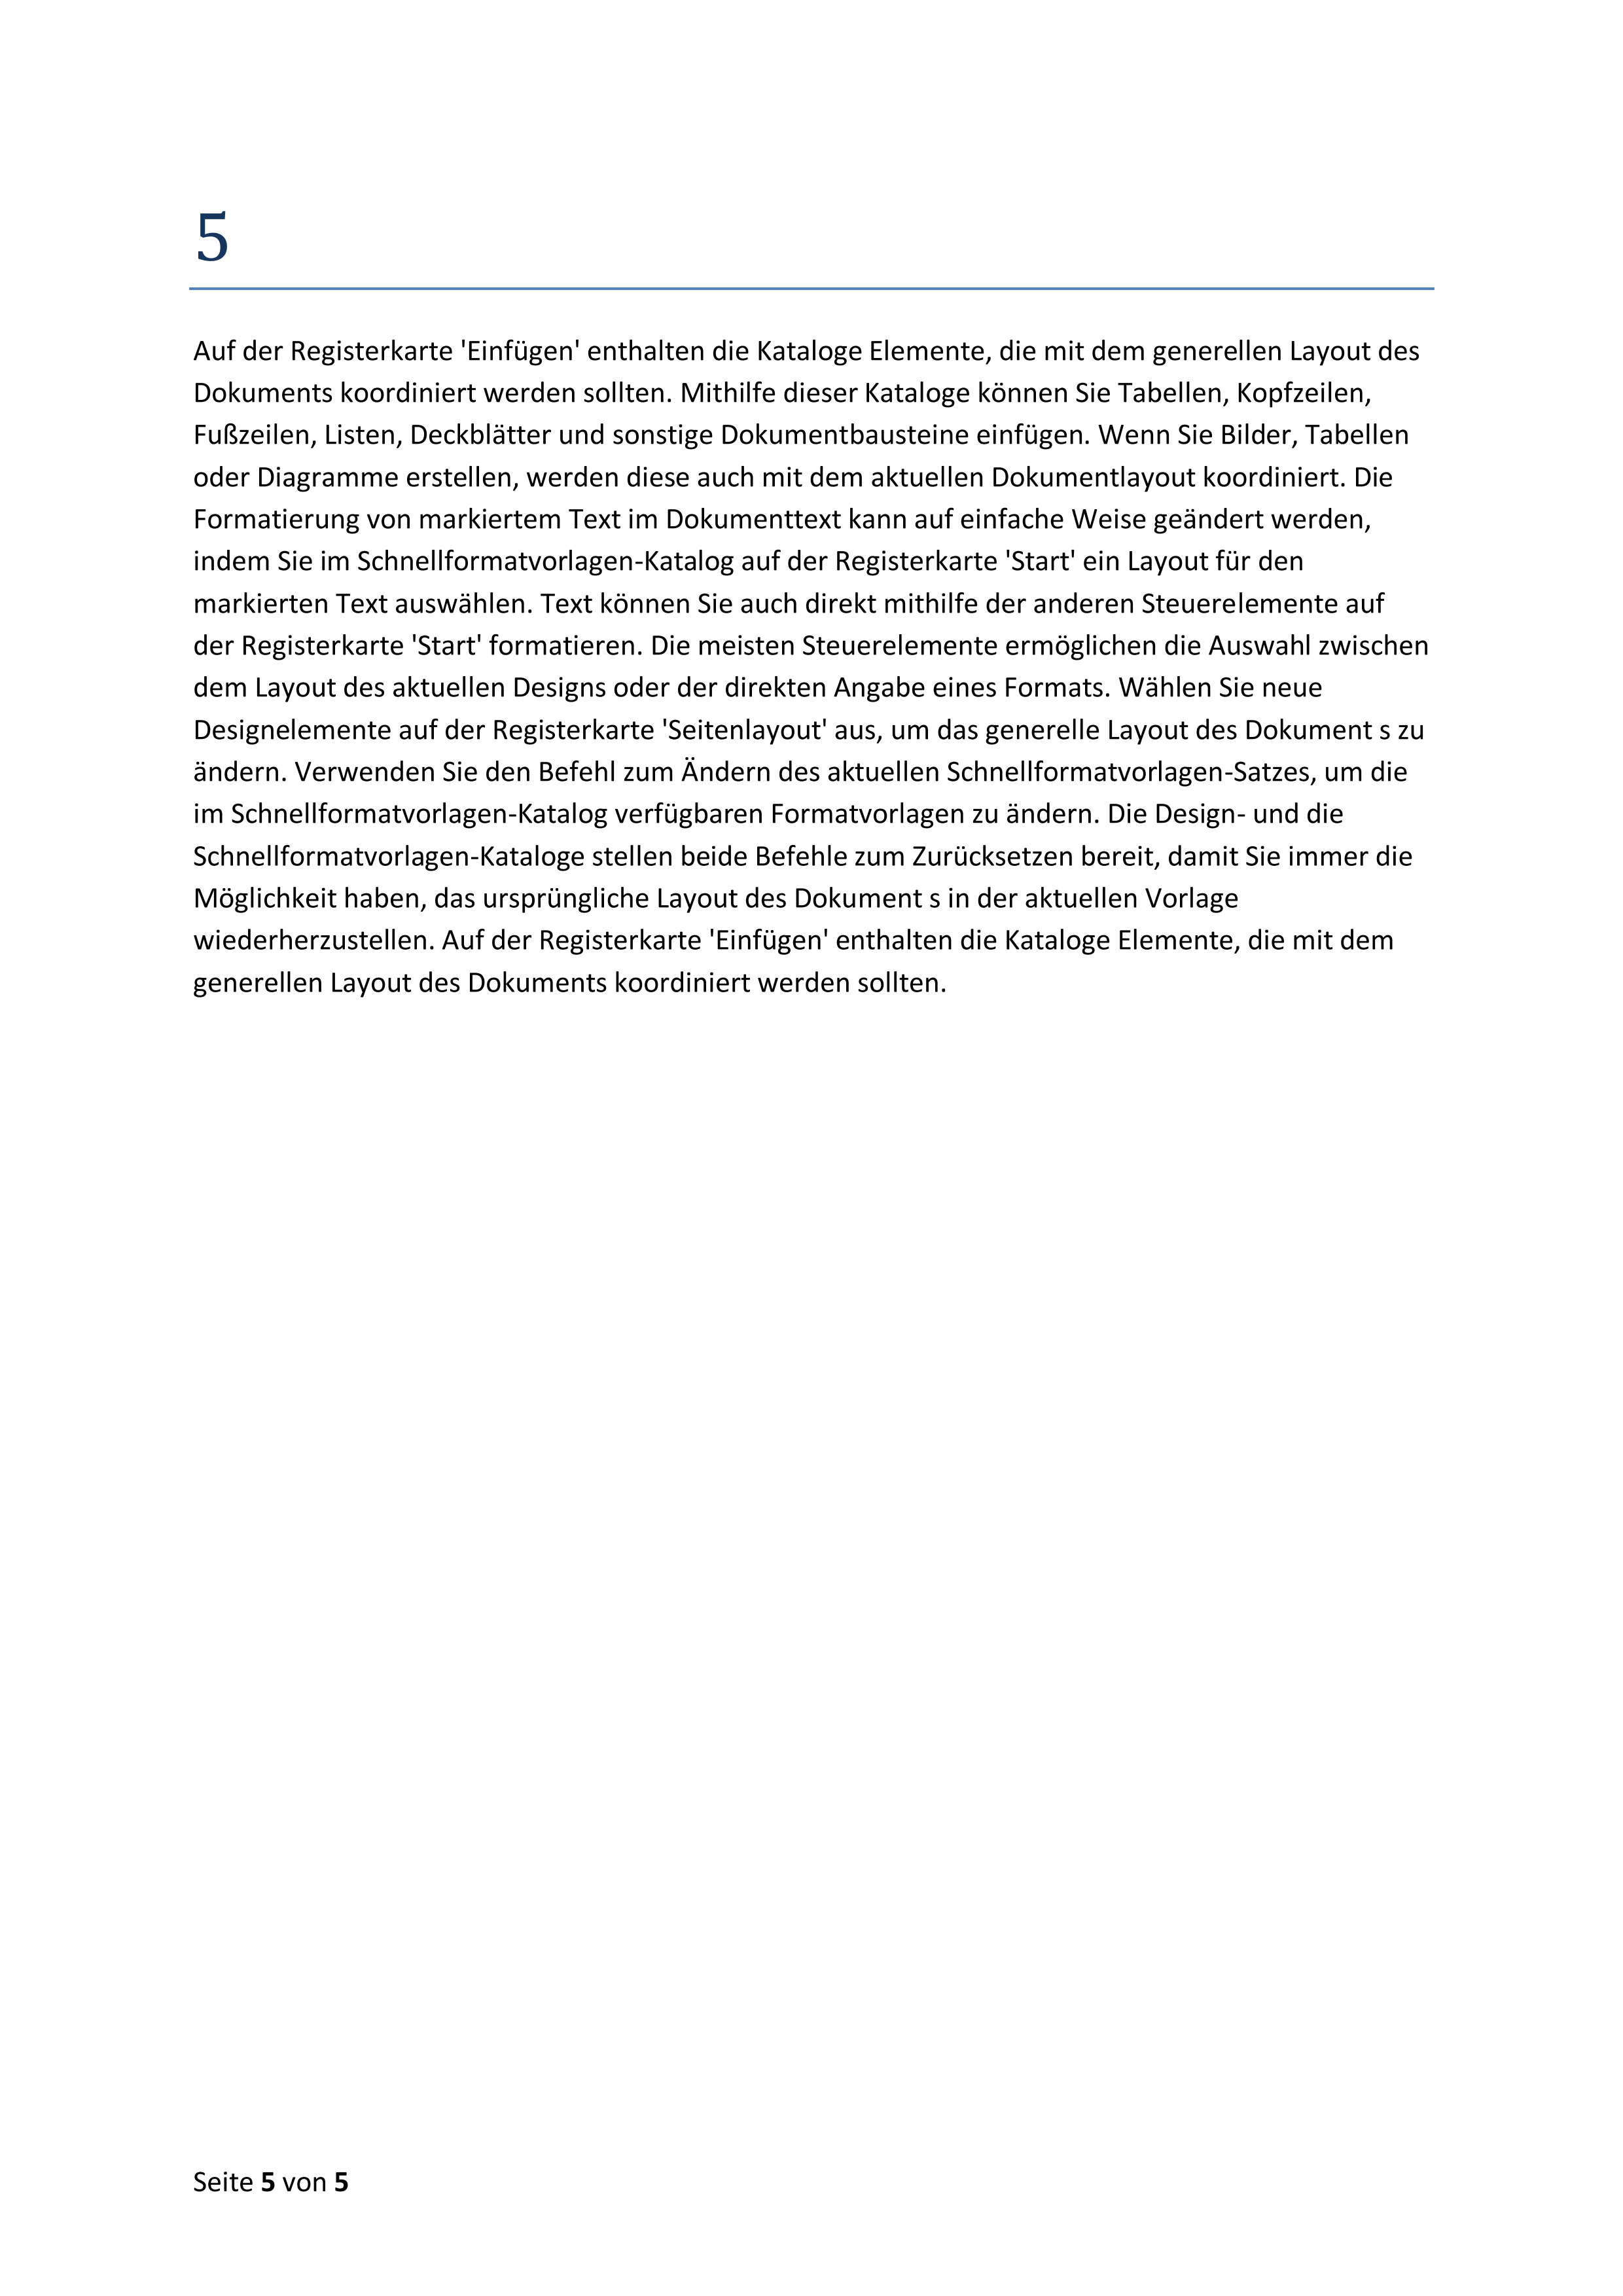 5
Auf der Registerkarte 'Einfügen' enthalten die Kataloge Elemente, die mit dem generellen Layout des
Dokuments koordiniert werden sollten. Mithilfe dieser Kataloge können Sie Tabellen, Kopfzeilen,
Fußzeilen, Listen, Deckblätter und sonstige Dokumentbausteine einfügen. Wenn Sie Bilder, Tabellen
oder Diagramme erstellen, werden diese auch mit dem aktuellen Dokumentlayout koordiniert. Die
Formatierung von markiertem Text im Dokumenttext kann auf einfache Weise geändert werden,
indem Sie im Schnellformatvorlagen-Katalog auf der Registerkarte 'Start' ein Layout für den
markierten Text auswählen. Text können Sie auch direkt mithilfe der anderen Steuerelemente auf
der Registerkarte 'Start' formatieren. Die meisten Steuerelemente ermöglichen die Auswahl zwischen
dem Layout des aktuellen Designs oder der direkten Angabe eines Formats. Wählen Sie neue
Designelemente auf der Registerkarte 'Seitenlayout' aus, um das generelle Layout des Dokument s zu
ändern. Verwenden Sie den Befehl zum Ändern des aktuellen Schnellformatvorlagen-Satzes, um die
im Schnellformatvorlagen-Katalog verfügbaren Formatvorlagen zu ändern. Die Design- und die
Schnellformatvorlagen-Kataloge stellen beide Befehle zum Zurücksetzen bereit, damit Sie immer die
Möglichkeit haben, das ursprüngliche Layout des Dokument s in der aktuellen Vorlage
wiederherzustellen. Auf der Registerkarte 'Einfügen' enthalten die Kataloge Elemente, die mit dem
generellen Layout des Dokuments koordiniert werden sollten.
Seite 5 von 5